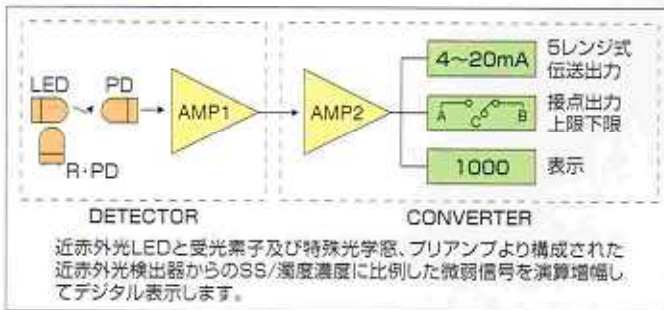 LED PD
AMP1
AMP2
R・PD
4〜20mA
5レンジ式
伝送出力
A C B
接点出力
上限下限
1000
表示
DETECTOR
CONVERTER
近赤外光LEDと受光素子及び特殊光学窓、プリアンプより構成された
近赤外光検出器からのSS/濁度濃度に比例した微弱信号を演算増幅し
てデジタル表示します。